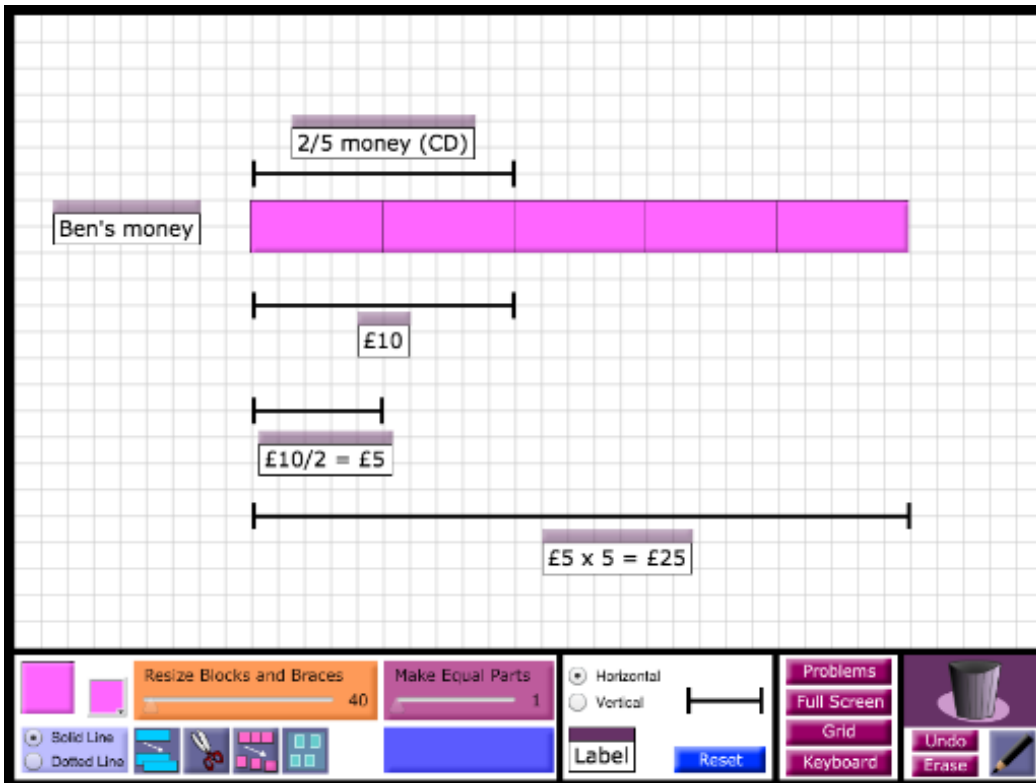 2/5 money (CD)
Ben's money
£10
£10/2 = £5
£5 x 5 = £25
Resize Blocks and Braces
40
Make Equal Parts
1
Solid Line
Dotted Line
Horizontal
Vertical
Label
Reset
Problems
Full Screen
Grid
Keyboard
Undo
Erase